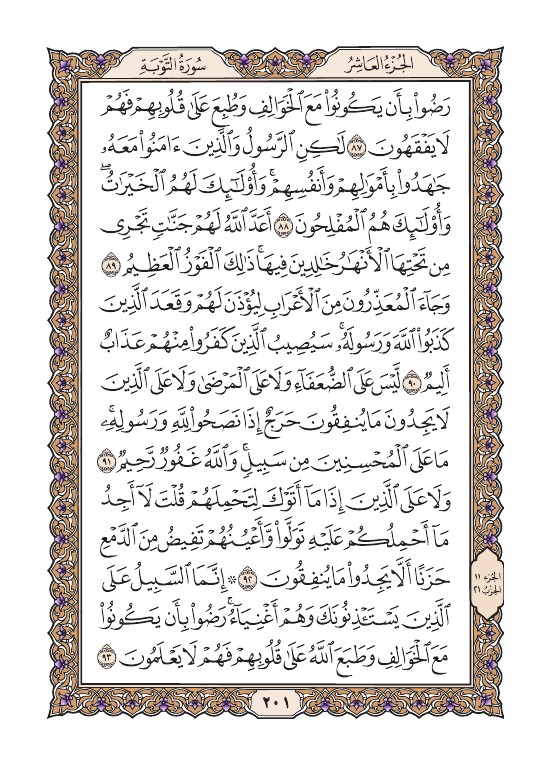 الجُزْءُ العَاشِرُ
سُورَةُ التَّوْبَةِ
رَضُوا۟ بِأَن يَكُونُوا۟ مَعَ ٱلْخَوَالِفِ وَطُبِعَ عَلَىٰ قُلُوبِهِمْ فَهُمْ
لَا يَفْقَهُونَ ٨٧ لَٰكِنِ ٱلرَّسُولُ وَٱلَّذِينَ ءَامَنُوا۟ مَعَهُۥ
جَٰهَدُوا۟ بِأَمْوَٰلِهِمْ وَأَنفُسِهِمْ ۚ وَأُو۟لَٰٓئِكَ لَهُمُ ٱلْخَيْرَٰتُ ۖ
وَأُو۟لَٰٓئِكَ هُمُ ٱلْمُفْلِحُونَ ٨٨ أَعَدَّ ٱللَّهُ لَهُمْ جَنَّٰتٍ تَجْرِى
مِن تَحْتِهَا ٱلْأَنْهَٰرُ خَٰلِدِينَ فِيهَا ۚ ذَٰلِكَ ٱلْفَوْزُ ٱلْعَظِيمُ ٨٩
وَجَآءَ ٱلْمُعَذِّرُونَ مِنَ ٱلْأَعْرَابِ لِيُؤْذَنَ لَهُمْ وَقَعَدَ ٱلَّذِينَ
كَذَبُوا۟ ٱللَّهَ وَرَسُولَهُۥ ۚ سَيُصِيبُ ٱلَّذِينَ كَفَرُوا۟ مِنْهُمْ عَذَابٌ
أَلِيمٌ ٩٠ لَّيْسَ عَلَى ٱلضُّعَفَآءِ وَلَا عَلَى ٱلْمَرْضَىٰ وَلَا عَلَى ٱلَّذِينَ
لَا يَجِدُونَ مَا يُنفِقُونَ حَرَجٌ إِذَا نَصَحُوا۟ لِلَّهِ وَرَسُولِهِۦ ۚ
مَا عَلَى ٱلْمُحْسِنِينَ مِن سَبِيلٍ ۚ وَٱللَّهُ غَفُورٌ رَّحِيمٌ ٩١
وَلَا عَلَى ٱلَّذِينَ إِذَا مَآ أَتَوْكَ لِتَحْمِلَهُمْ قُلْتَ لَآ أَجِدُ
مَآ أَحْمِلُكُمْ عَلَيْهِ تَوَلَّوا۟ وَّأَعْيُنُهُمْ تَفِيضُ مِنَ ٱلدَّمْعِ
حَزَنًا أَلَّا يَجِدُوا۟ مَا يُنفِقُونَ ٩٢ ۞ إِنَّمَا ٱلسَّبِيلُ عَلَى
ٱلَّذِينَ يَسْتَـْٔذِنُونَكَ وَهُمْ أَغْنِيَآءُ ۚ رَضُوا۟ بِأَن يَكُونُوا۟
مَعَ ٱلْخَوَالِفِ وَطَبَعَ ٱللَّهُ عَلَىٰ قُلُوبِهِمْ فَهُمْ لَا يَعْلَمُونَ ٩٣
الجُزء ١١
الحِزْبُ ٢١
٢٠١